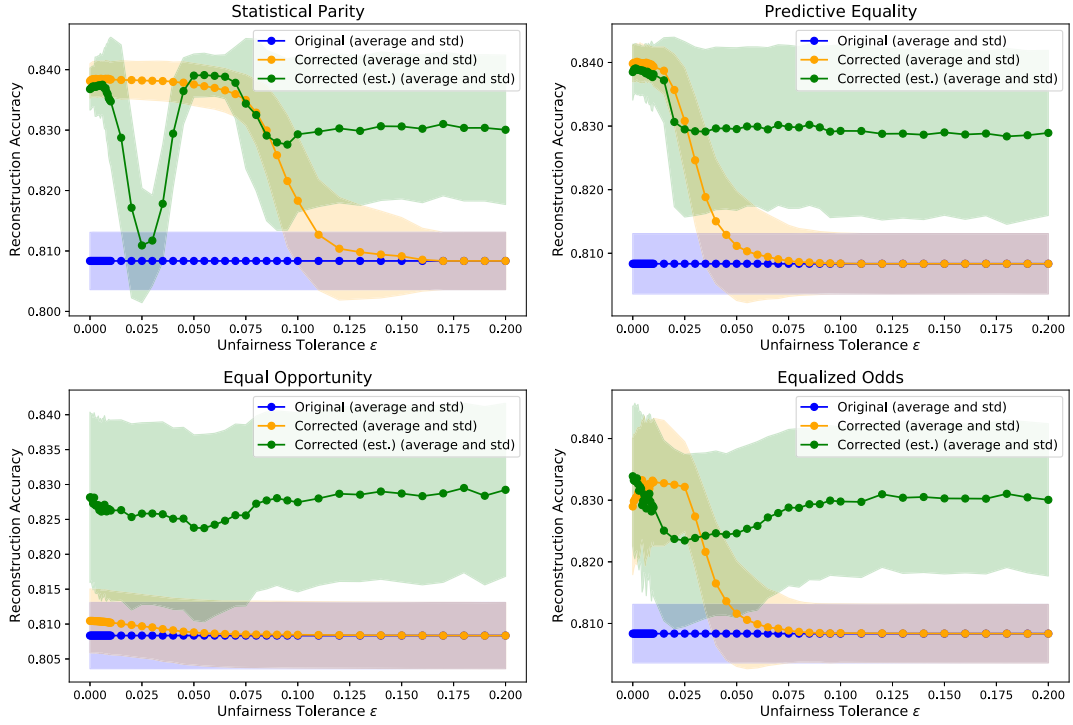 Statistical Parity
Reconstruction Accuracy
0.840
0.830
0.820
0.810
0.800
Original (average and std)
Corrected (average and std)
Corrected (est.) (average and std)
0.000 0.025 0.050 0.075 0.100 0.125 0.150 0.175 0.200
Unfairness Tolerance ε
Predictive Equality
Reconstruction Accuracy
0.840
0.830
0.820
0.810
Original (average and std)
Corrected (average and std)
Corrected (est.) (average and std)
0.000 0.025 0.050 0.075 0.100 0.125 0.150 0.175 0.200
Unfairness Tolerance ε
Equal Opportunity
Reconstruction Accuracy
0.840
0.835
0.830
0.825
0.820
0.815
0.810
0.805
Original (average and std)
Corrected (average and std)
Corrected (est.) (average and std)
0.000 0.025 0.050 0.075 0.100 0.125 0.150 0.175 0.200
Unfairness Tolerance ε
Equalized Odds
Reconstruction Accuracy
0.840
0.830
0.820
0.810
Original (average and std)
Corrected (average and std)
Corrected (est.) (average and std)
0.000 0.025 0.050 0.075 0.100 0.125 0.150 0.175 0.200
Unfairness Tolerance ε